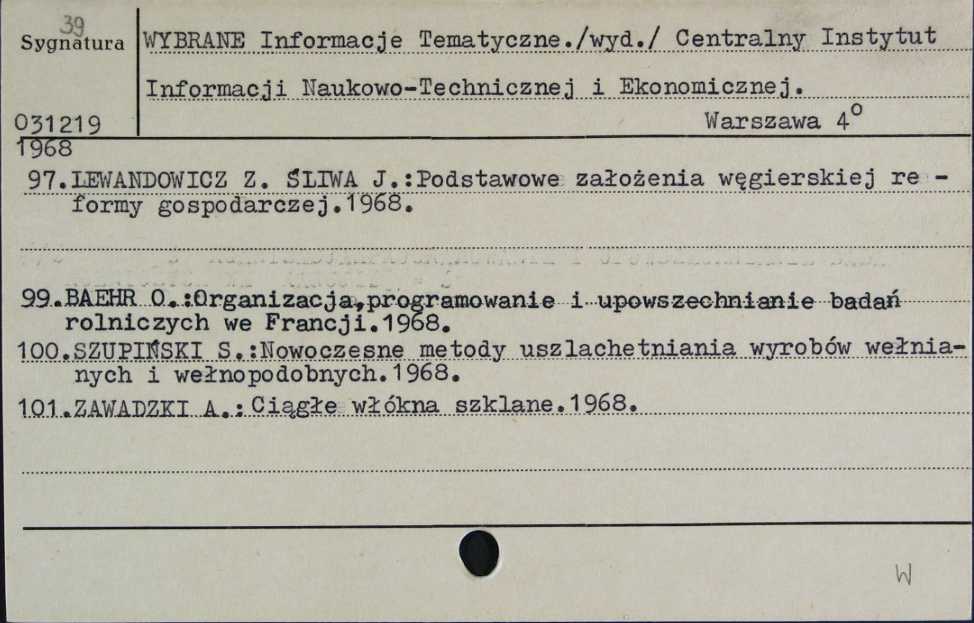 39
Sygnatura
WYBRANE Informacje Tematyczne./wyd./ Centralny Instytut
Informacji Naukowo-Technicznej i Ekonomicznej.
031219
Warszawa 4º
1968
97.LEWANDOWICZ Z. ŚLIWA J.:Podstawowe założenia węgierskiej re -
formy gospodarczej.1968.
99.BAEHR O.:Organizacja,programowanie i upowszechnianie badań
rolniczych we Francji.1968.
100.SZUPIŃSKI S.:Nowoczesne metody uszlachetniania wyrobów wełnia-
nych i wełnopodobnych.1968.
101.ZAWADZKI A.:Ciągłe włókna szklane.1968.
W